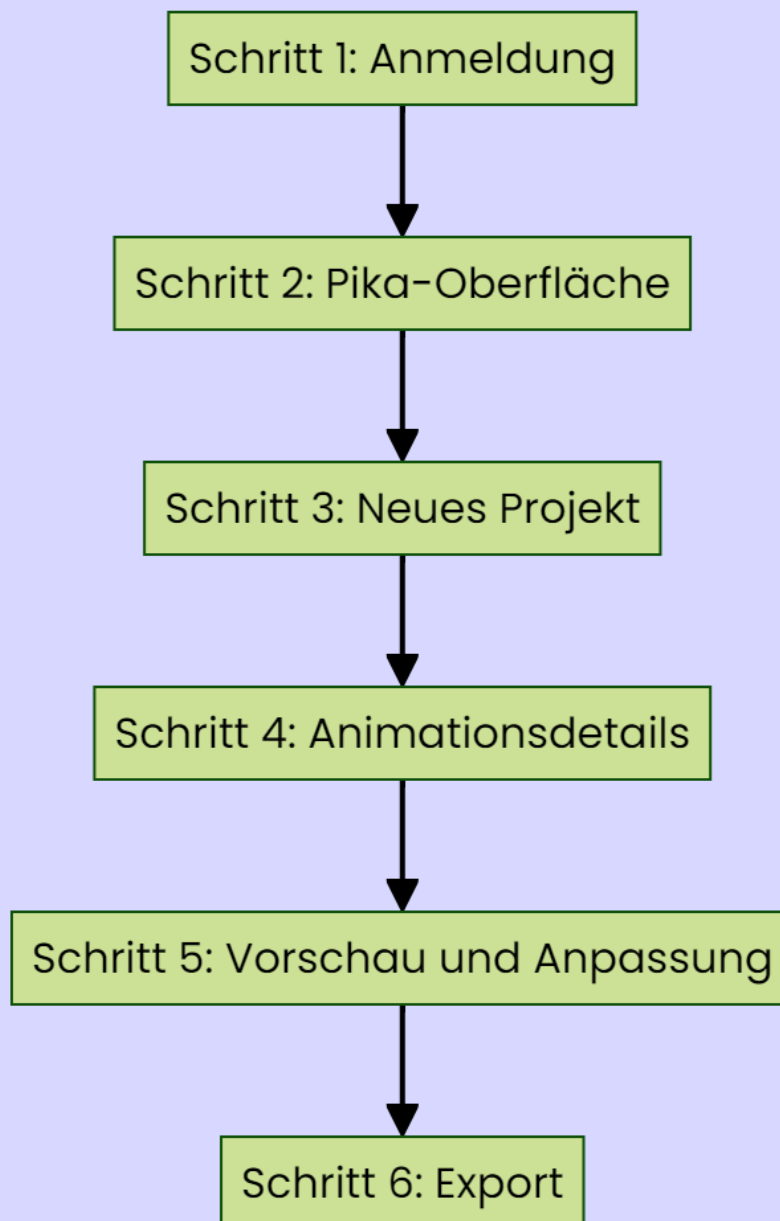 Schritt 1: Anmeldung
Schritt 2: Pika-Oberfläche
Schritt 3: Neues Projekt
Schritt 4: Animationsdetails
Schritt 5: Vorschau und Anpassung
Schritt 6: Export